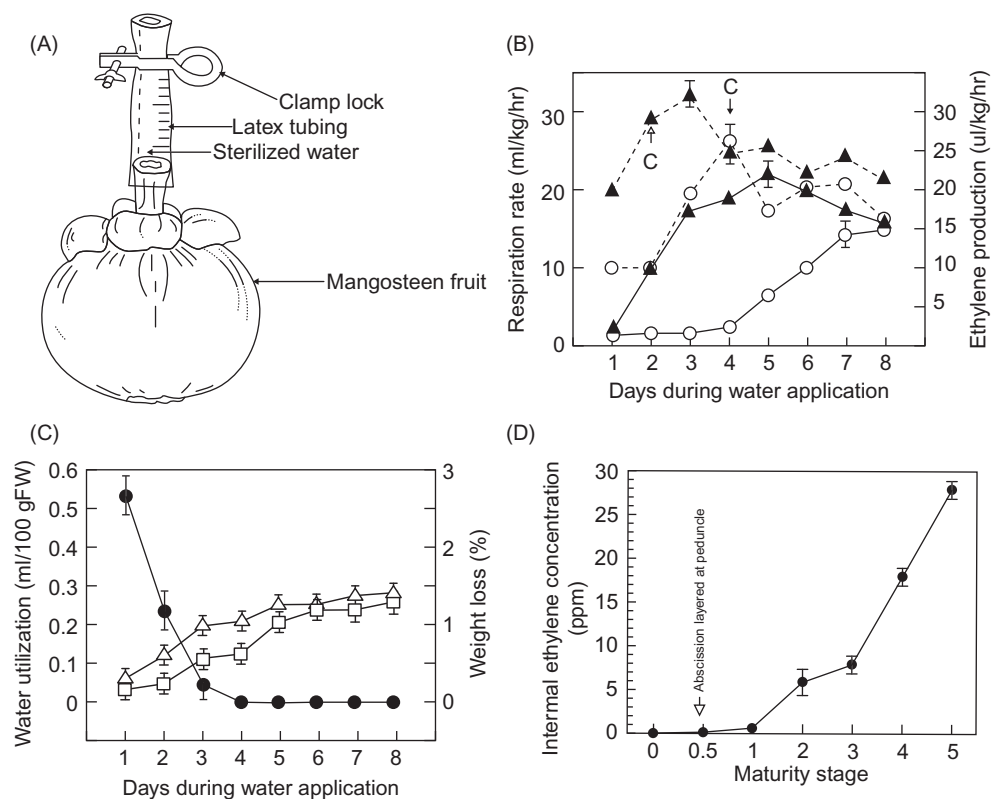 (A)
Clamp lock
Latex tubing
Sterilized water
Mangosteen fruit
(B)
Respiration rate (ml/kg/hr)
30
20
10
0
C
C
30
25
20
15
10
5
Ethylene production (ul/kg/hr)
1 2 3 4 5 6 7 8
Days during water application
(C)
Water utilization (ml/100 gFW)
0.6
0.5
0.4
0.3
0.2
0.1
0
3
2
1
0
Weight loss (%)
1 2 3 4 5 6 7 8
Days during water application
(D)
Intermal ethylene concentration
(ppm)
30
25
20
15
10
5
0
Abscission layered at peduncle
0 0.5 1 2 3 4 5
Maturity stage